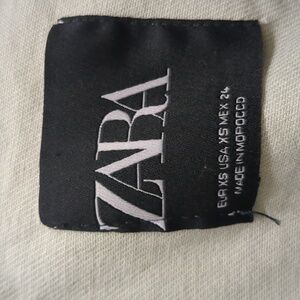 ZARA
EUR XS USA XS MEX 24
MADE IN MOROCCO